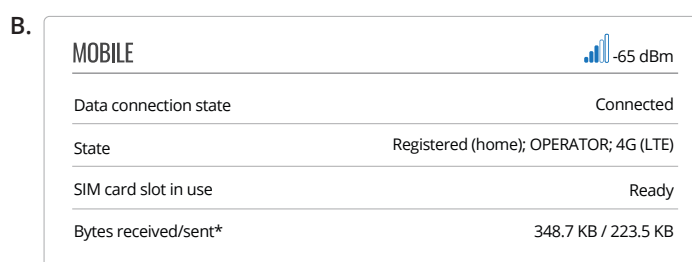 B.
MOBILE -65 dBm
Data connection state Connected
State Registered (home); OPERATOR; 4G (LTE)
SIM card slot in use Ready
Bytes received/sent* 348.7 KB / 223.5 KB